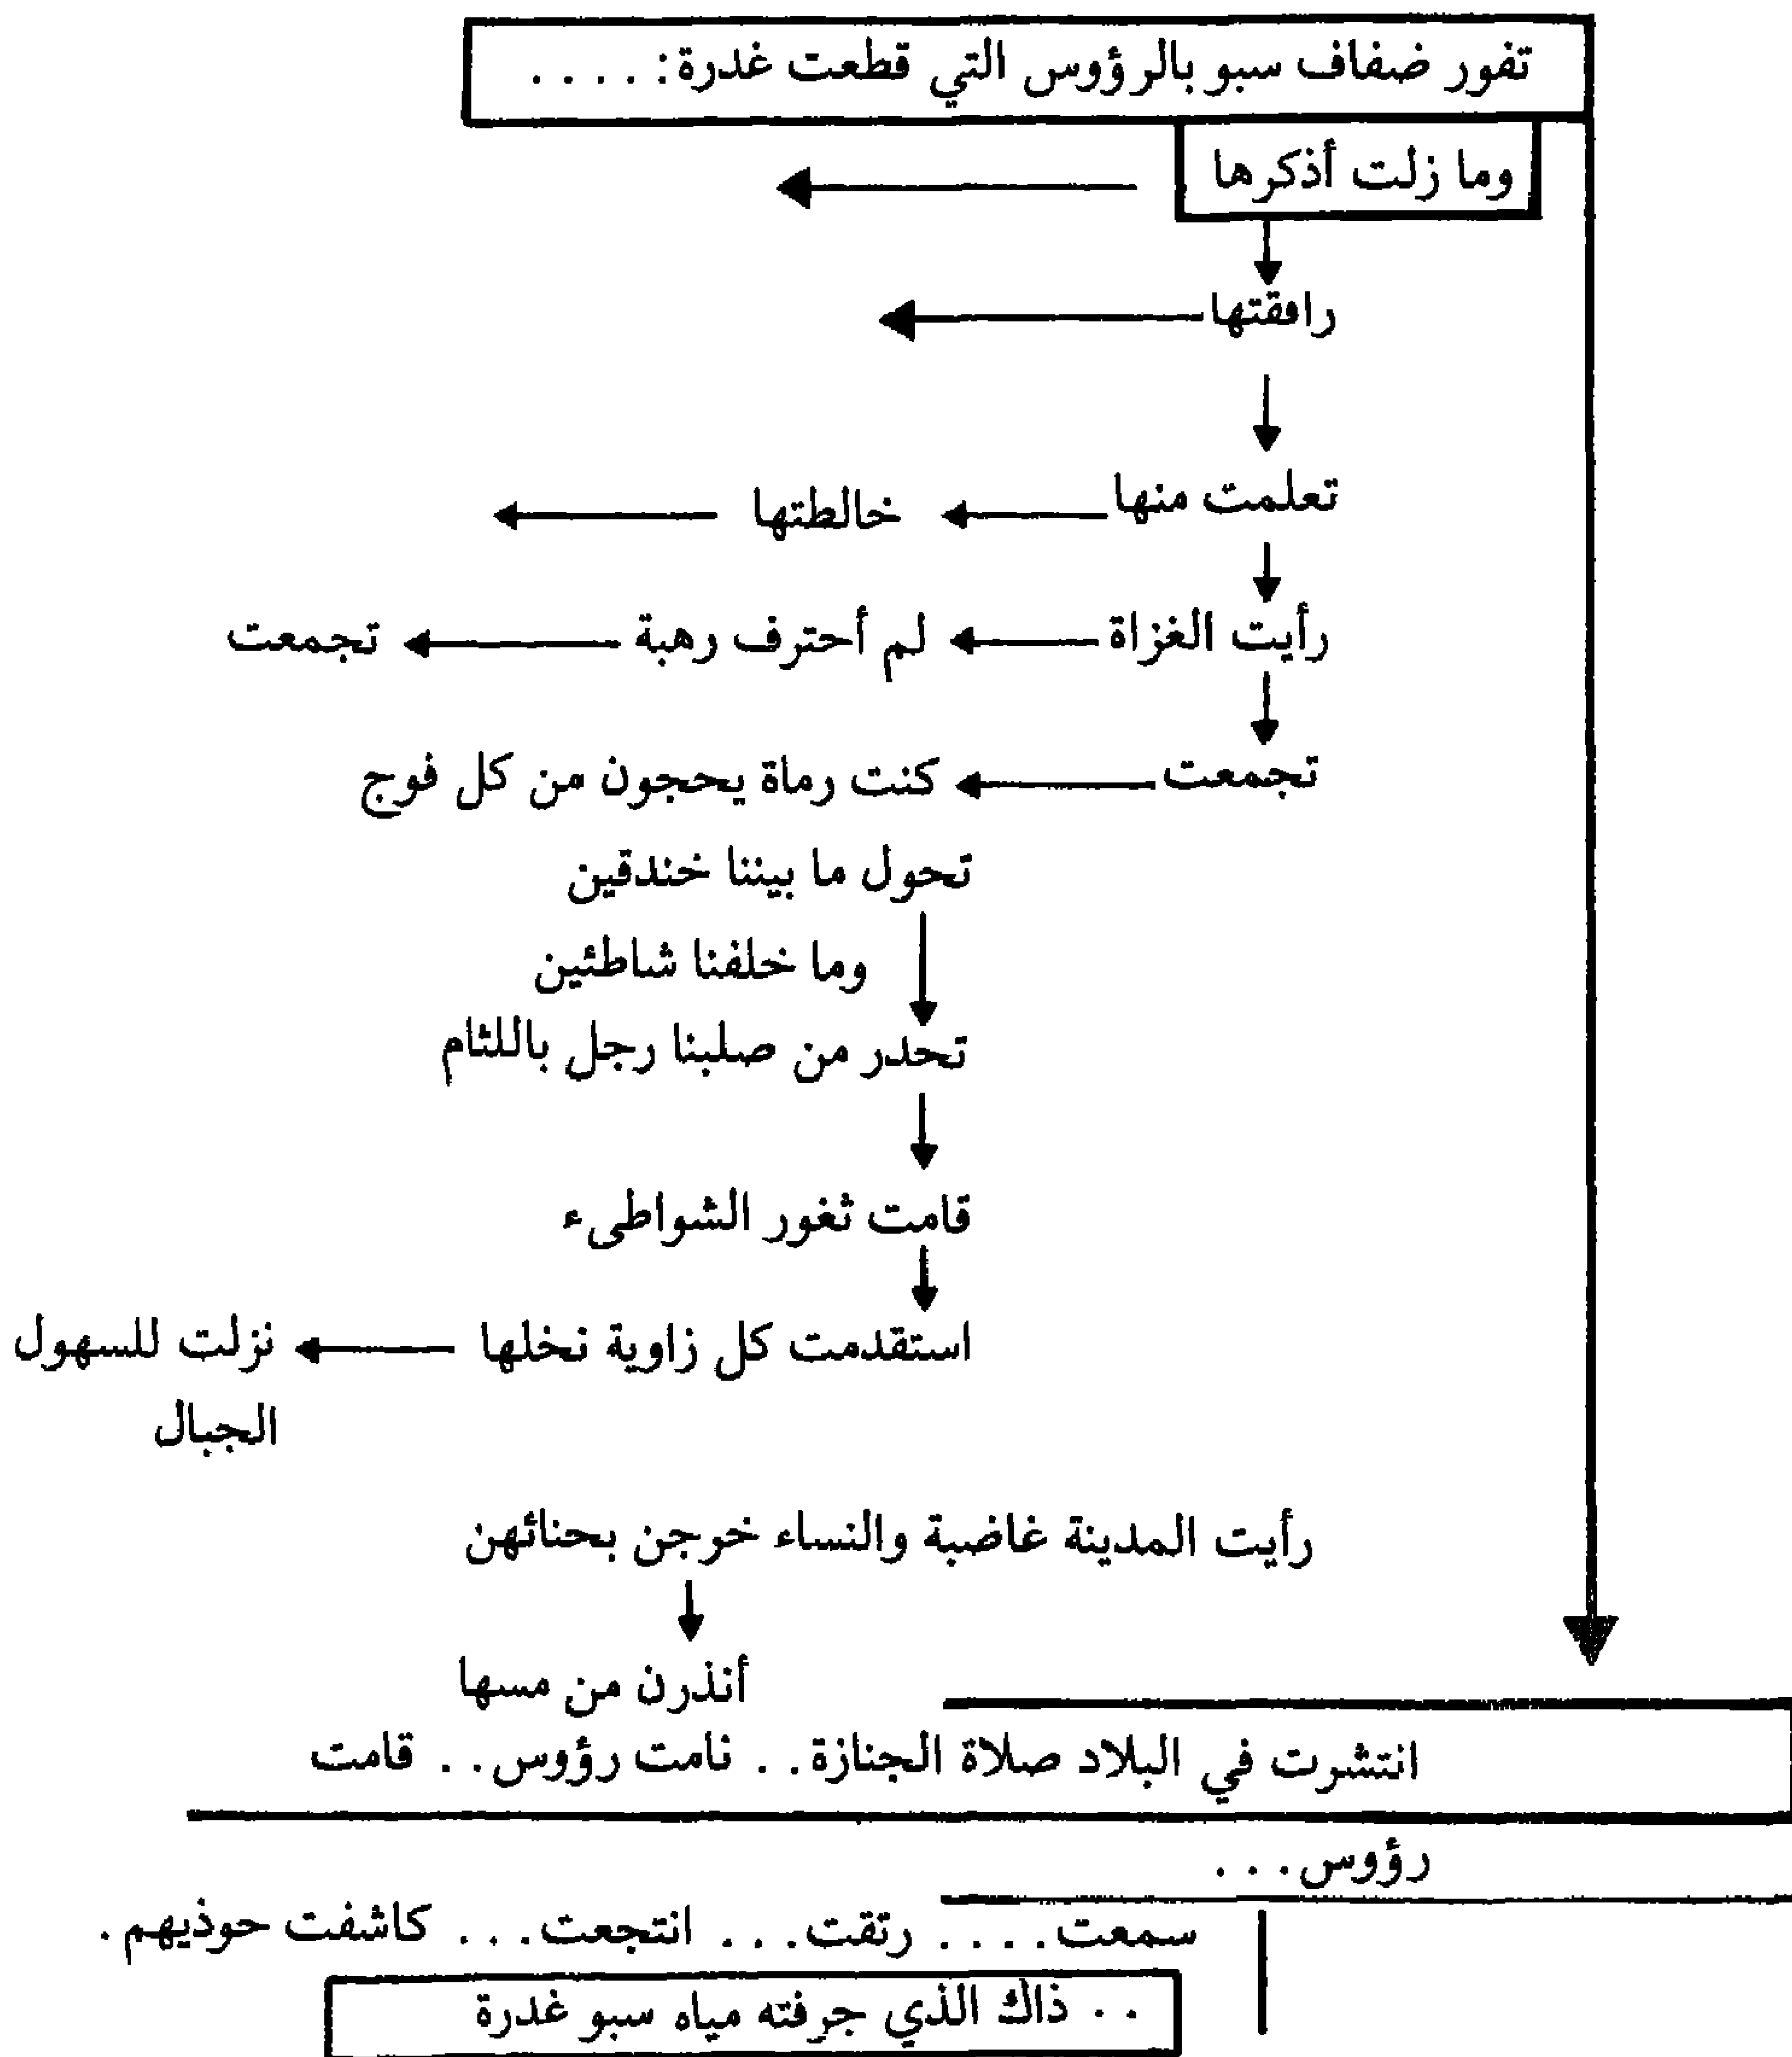 تفور ضفاف سبو بالرؤوس التي قطعت غدرة: . . . .
وما زلت أذكرها
رافقتها
تعلمت منها خالطتها
رأيت الغزاة لم أحترف رهبة تجمعت
تجمعت كنت رماة يحجون من كل فوج
تحول ما بيننا خندقين
وما خلفنا شاطئين
تحدر من صلبنا رجل باللثام
قامت ثغور الشواطىء
استقدمت كل زاوية نخلها نزلت للسهول
الجبال
رأيت المدينة غاضبة والنساء خرجن بحنائهن
أنذرن من مسها
انتشرت في البلاد صلاة الجنازة. . نامت رؤوس. . قامت
رؤوس. . .
سمعت. . . . رتقت. . . انتجعت. . . كاشفت حوذيهم.
. . ذاك الذي جرفته مياه سبو غدرة